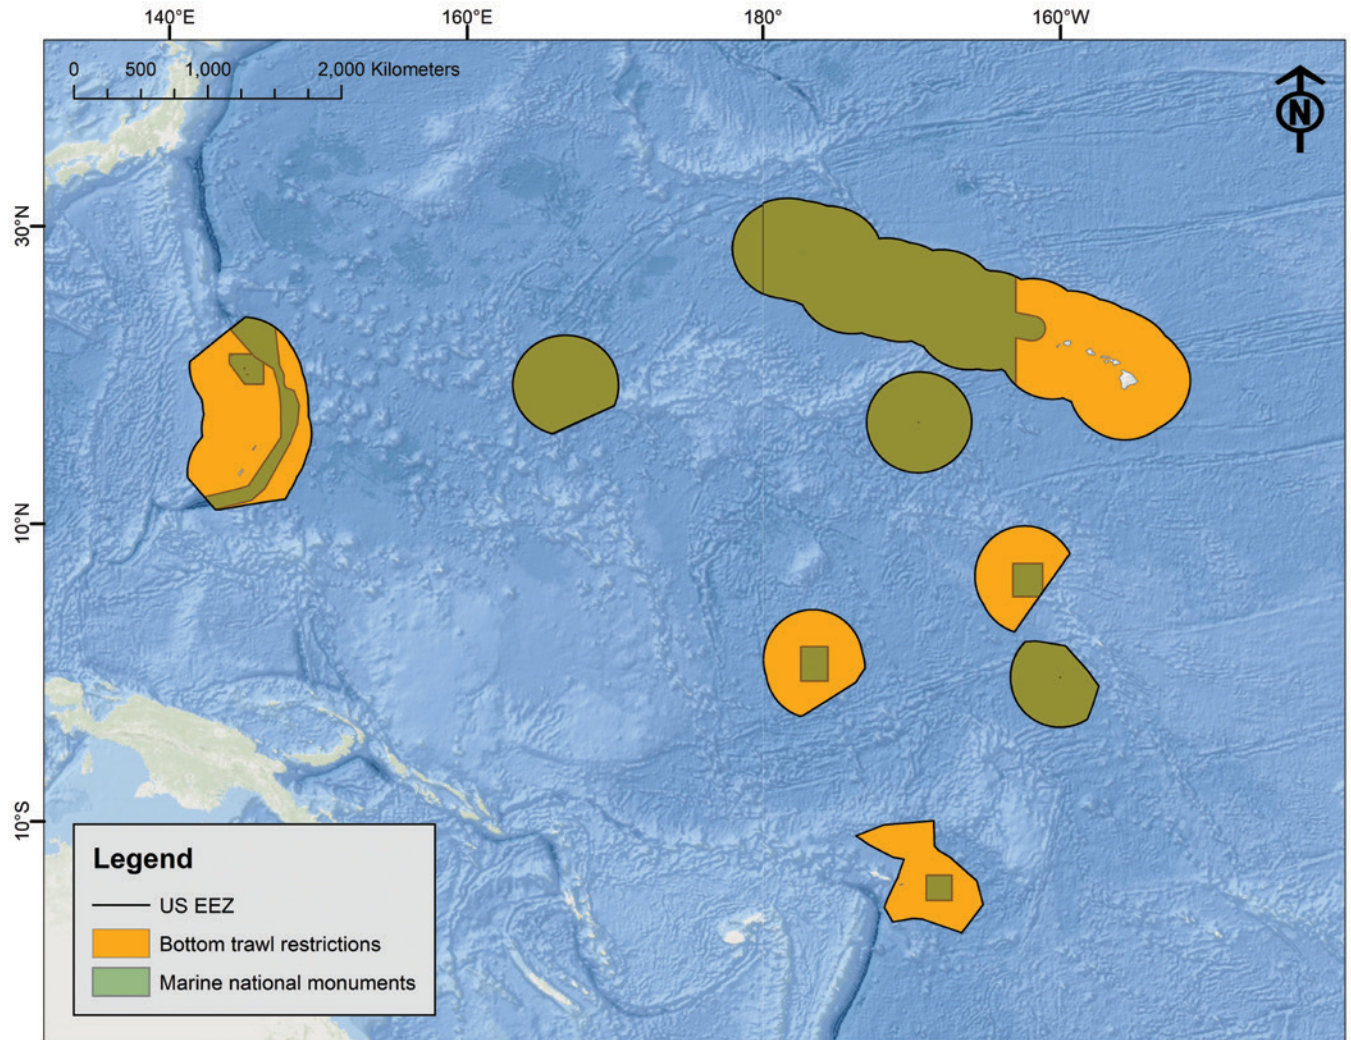 140°E 160°E 180° 160°W
0 500 1,000 2,000 Kilometers
N
30°N
10°N
10°S
Legend
US EEZ
Bottom trawl restrictions
Marine national monuments